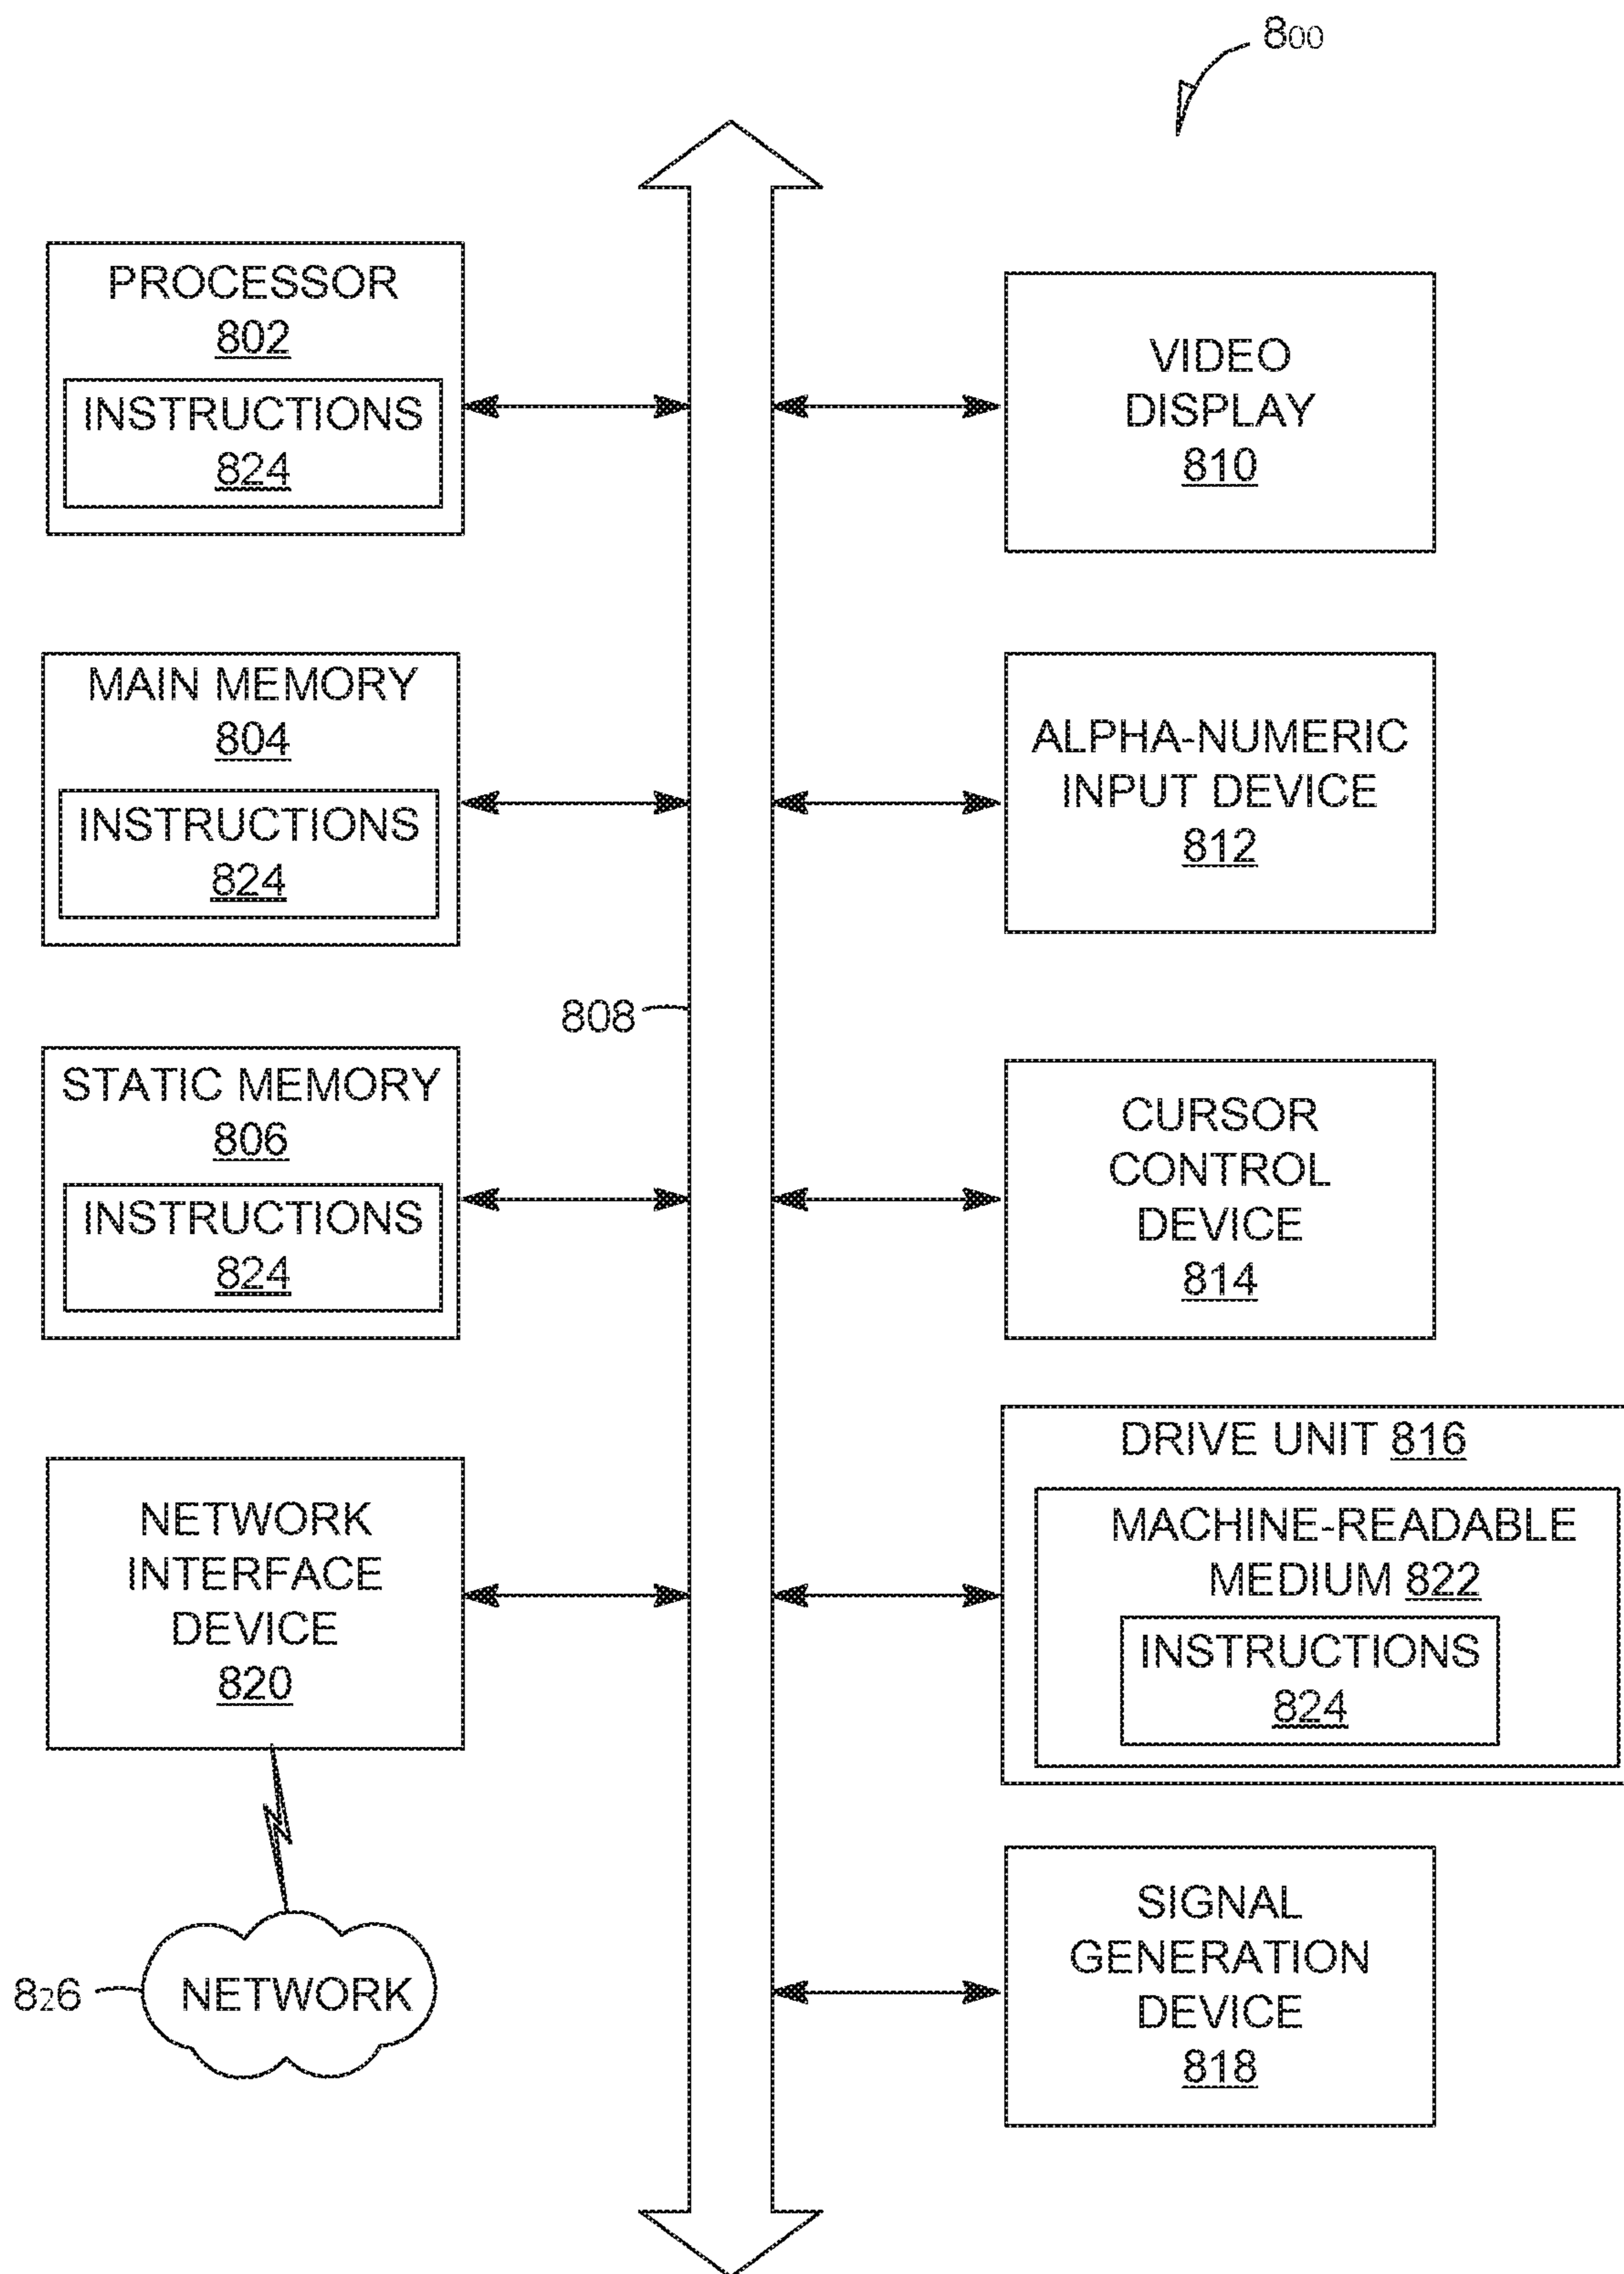 800
PROCESSOR
802
INSTRUCTIONS
824
VIDEO
DISPLAY
810
MAIN MEMORY
804
INSTRUCTIONS
824
ALPHA-NUMERIC
INPUT DEVICE
812
808
STATIC MEMORY
806
INSTRUCTIONS
824
CURSOR
CONTROL
DEVICE
814
NETWORK
INTERFACE
DEVICE
820
DRIVE UNIT 816
MACHINE-READABLE
MEDIUM 822
INSTRUCTIONS
824
826
NETWORK
SIGNAL
GENERATION
DEVICE
818